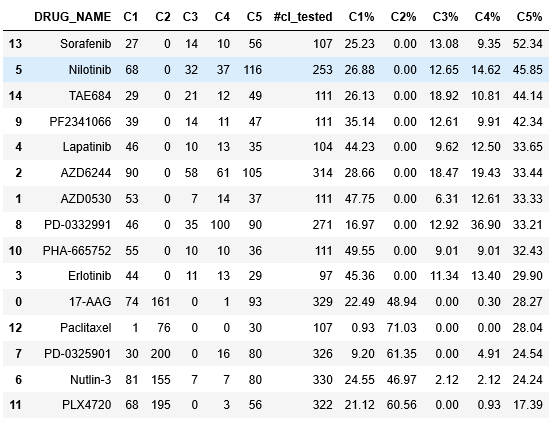 DRUG_NAME C1 C2 C3 C4 C5 #cl_tested C1% C2% C3% C4% C5%
13 Sorafenib 27 0 14 10 56 107 25.23 0.00 13.08 9.35 52.34
5 Nilotinib 68 0 32 37 116 253 26.88 0.00 12.65 14.62 45.85
14 TAE684 29 0 21 12 49 111 26.13 0.00 18.92 10.81 44.14
9 PF2341066 39 0 14 11 47 111 35.14 0.00 12.61 9.91 42.34
4 Lapatinib 46 0 10 13 35 104 44.23 0.00 9.62 12.50 33.65
2 AZD6244 90 0 58 61 105 314 28.66 0.00 18.47 19.43 33.44
1 AZD0530 53 0 7 14 37 111 47.75 0.00 6.31 12.61 33.33
8 PD-0332991 46 0 35 100 90 271 16.97 0.00 12.92 36.90 33.21
10 PHA-665752 55 0 10 10 36 111 49.55 0.00 9.01 9.01 32.43
3 Erlotinib 44 0 11 13 29 97 45.36 0.00 11.34 13.40 29.90
0 17-AAG 74 161 0 1 93 329 22.49 48.94 0.00 0.30 28.27
12 Paclitaxel 1 76 0 0 30 107 0.93 71.03 0.00 0.00 28.04
7 PD-0325901 30 200 0 16 80 326 9.20 61.35 0.00 4.91 24.54
6 Nutlin-3 81 155 7 7 80 330 24.55 46.97 2.12 2.12 24.24
11 PLX4720 68 195 0 3 56 322 21.12 60.56 0.00 0.93 17.39